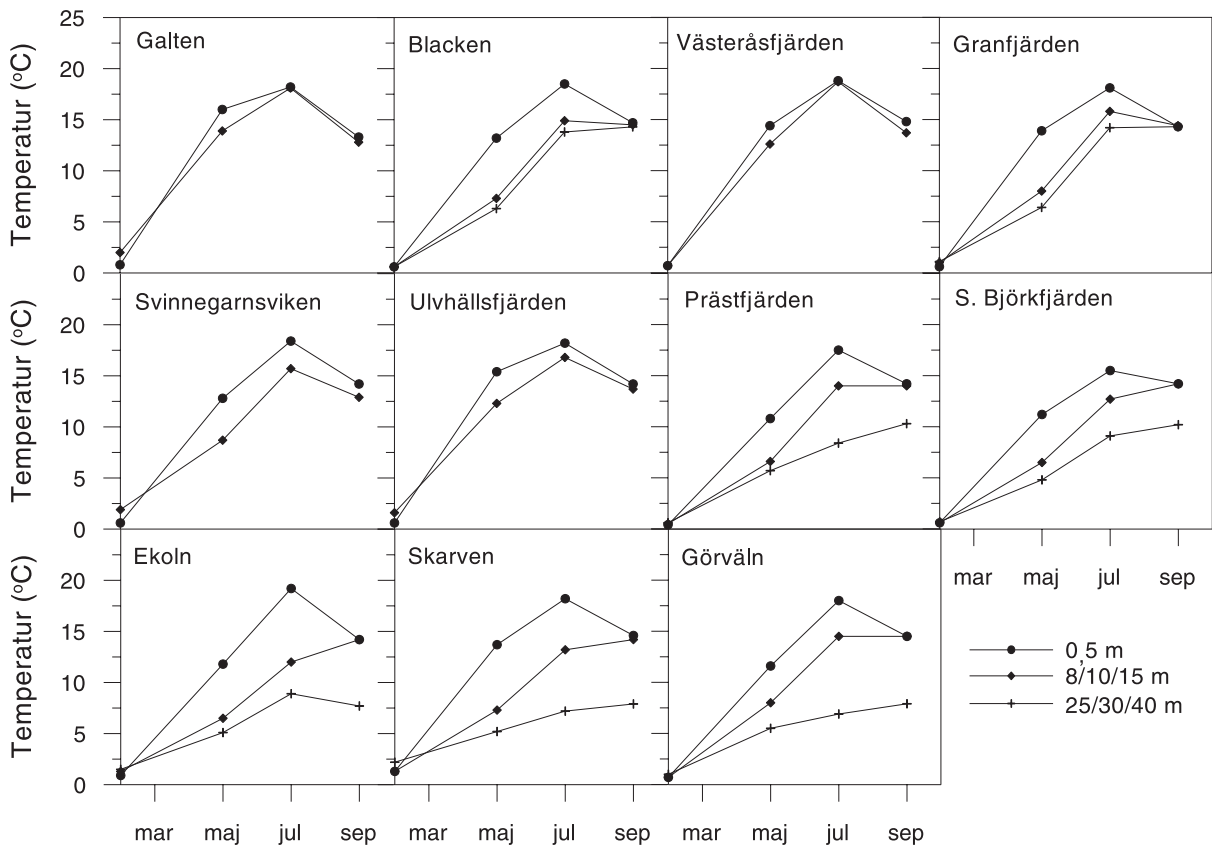 Temperatur (°C)
25
20
15
10
5
0
Galten
Blacken
Västeråsfjärden
Granfjärden
Temperatur (°C)
20
15
10
5
0
Svinnegarnsviken
Ulvhällsfjärden
Prästfjärden
S. Björkfjärden
mar maj jul sep
Temperatur (°C)
20
15
10
5
0
Ekoln
Skarven
Görväln
mar maj jul sep
mar maj jul sep
mar maj jul sep
0,5 m
8/10/15 m
25/30/40 m